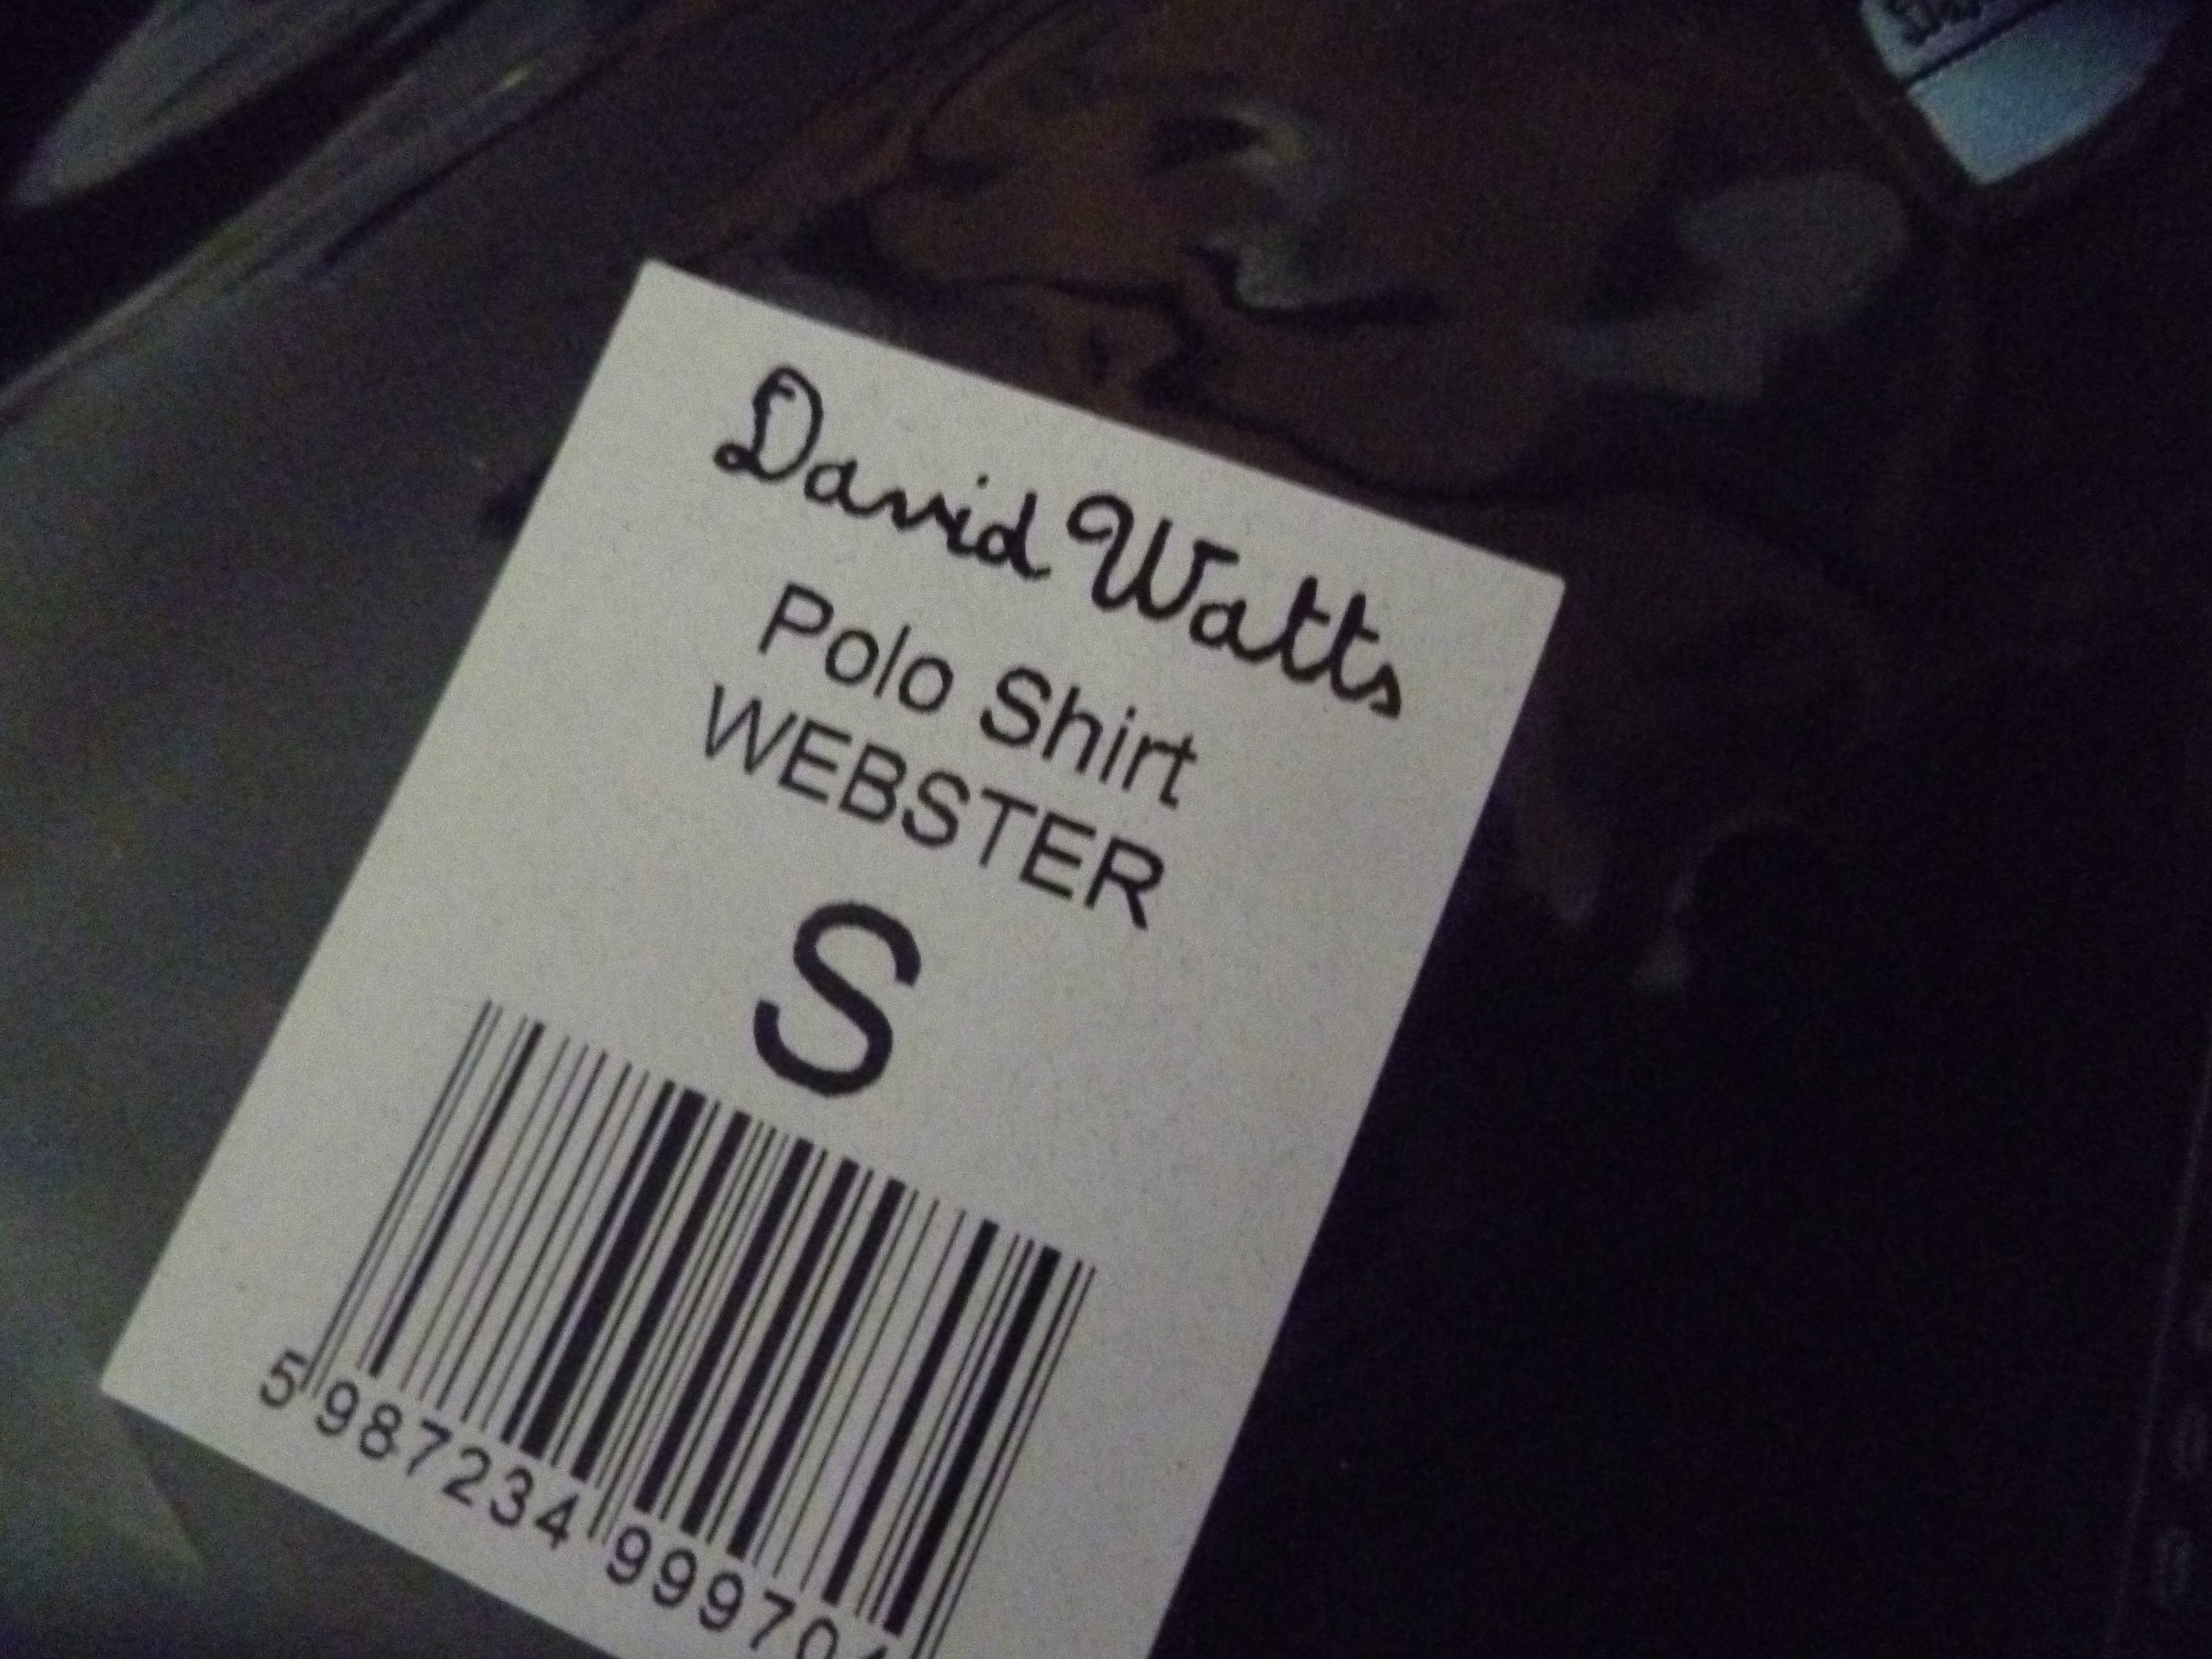 David Watts
Polo Shirt
WEBSTER
S
5 987234 99970